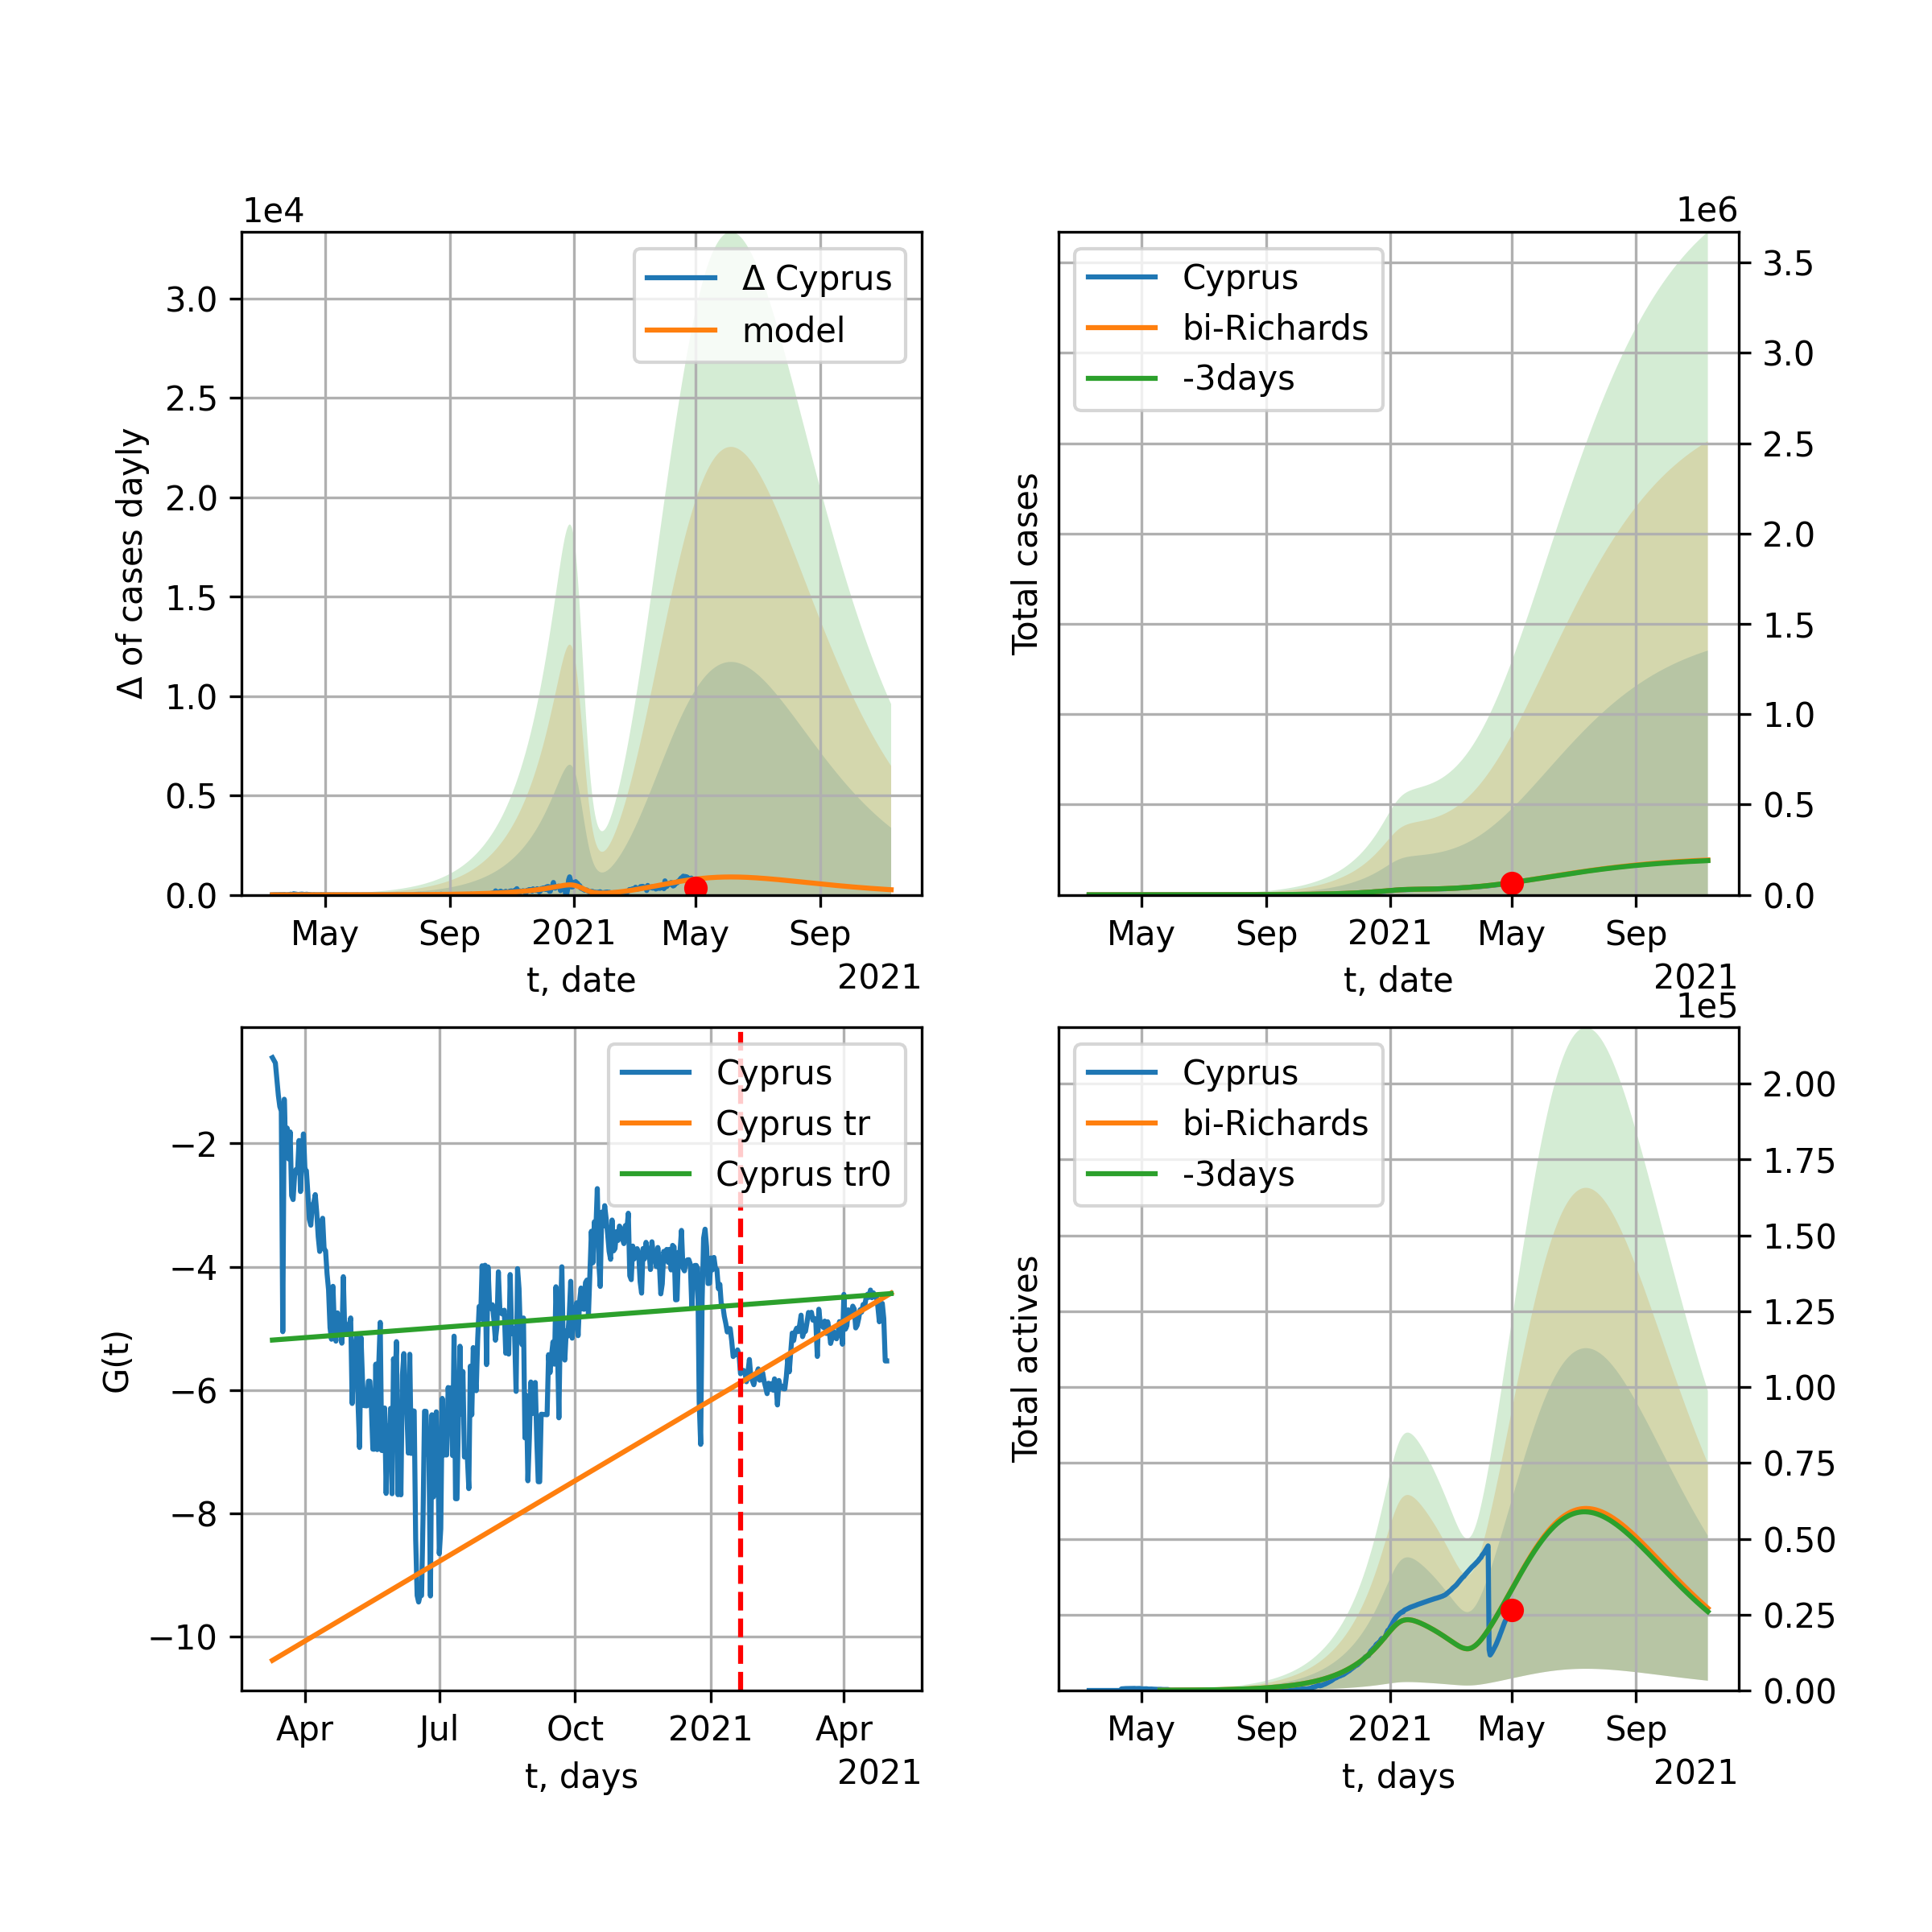 1e4
Δ of cases dayly
3.0
2.5
2.0
1.5
1.0
0.5
0.0
Δ Cyprus
model
May
Sep
2021
May
Sep
t, date
2021
1e6
Total cases
Cyprus
bi-Richards
-3days
3.5
3.0
2.5
2.0
1.5
1.0
0.5
0.0
May
Sep
2021
May
Sep
t, date
2021
G(t)
−2
−4
−6
−8
−10
Cyprus
Cyprus tr
Cyprus tr0
Apr
Jul
Oct
2021
Apr
t, days
2021
1e5
Total actives
Cyprus
bi-Richards
-3days
2.00
1.75
1.50
1.25
1.00
0.75
0.50
0.25
0.00
May
Sep
2021
May
Sep
t, days
2021